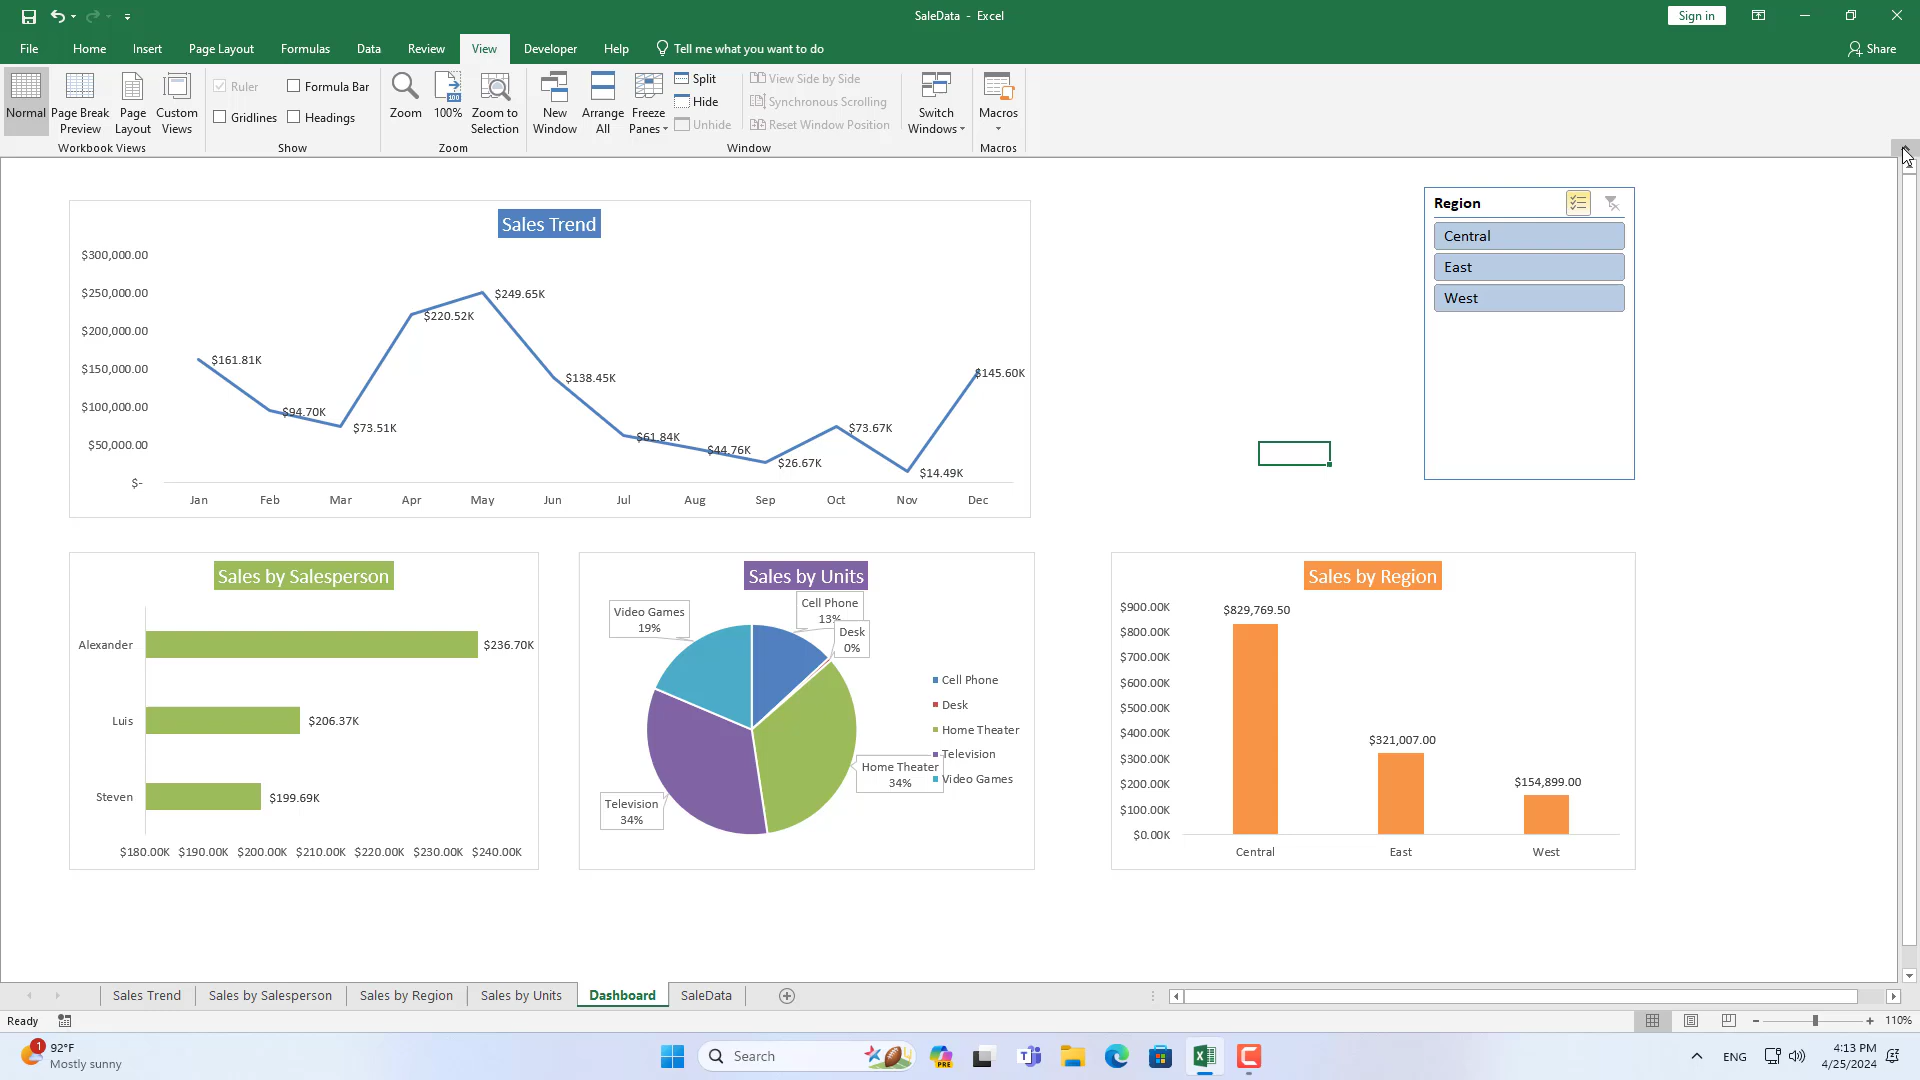 SaleData - Excel
Sign in
File Home Insert Page Layout Formulas Data Review View Developer Help Tell me what you want to do Share
Normal
Page Break Preview
Page Layout
Custom Views
Workbook Views
Ruler
Formula Bar
Gridlines
Headings
Show
Zoom
100%
100
Zoom to Selection
Zoom
New Window
Arrange All
Freeze Panes
Split
Hide
Unhide
View Side by Side
Synchronous Scrolling
Reset Window Position
Window
Switch Windows
Macros
Macros
Sales Trend
$300,000.00
$250,000.00
$200,000.00
$150,000.00
$100,000.00
$50,000.00
$-
$161.81K
$94.70K
$73.51K
$220.52K
$249.65K
$138.45K
$61.84K
$44.76K
$26.67K
$73.67K
$14.49K
$145.60K
Jan Feb Mar Apr May Jun Jul Aug Sep Oct Nov Dec
Region
Central
East
West
Sales by Salesperson
Alexander
$236.70K
Luis
$206.37K
Steven
$199.69K
$180.00K $190.00K $200.00K $210.00K $220.00K $230.00K $240.00K
Sales by Units
Video Games
19%
Cell Phone
13%
Desk
0%
Home Theater
34%
Television
34%
Cell Phone
Desk
Home Theater
Television
Video Games
Sales by Region
$900.00K
$800.00K
$700.00K
$600.00K
$500.00K
$400.00K
$300.00K
$200.00K
$100.00K
$0.00K
$829,769.50
$321,007.00
$154,899.00
Central East West
Sales Trend Sales by Salesperson Sales by Region Sales by Units Dashboard SaleData
Ready
110%
1
92°F
Mostly sunny
Search
PRE
ENG
4:13 PM
4/25/2024